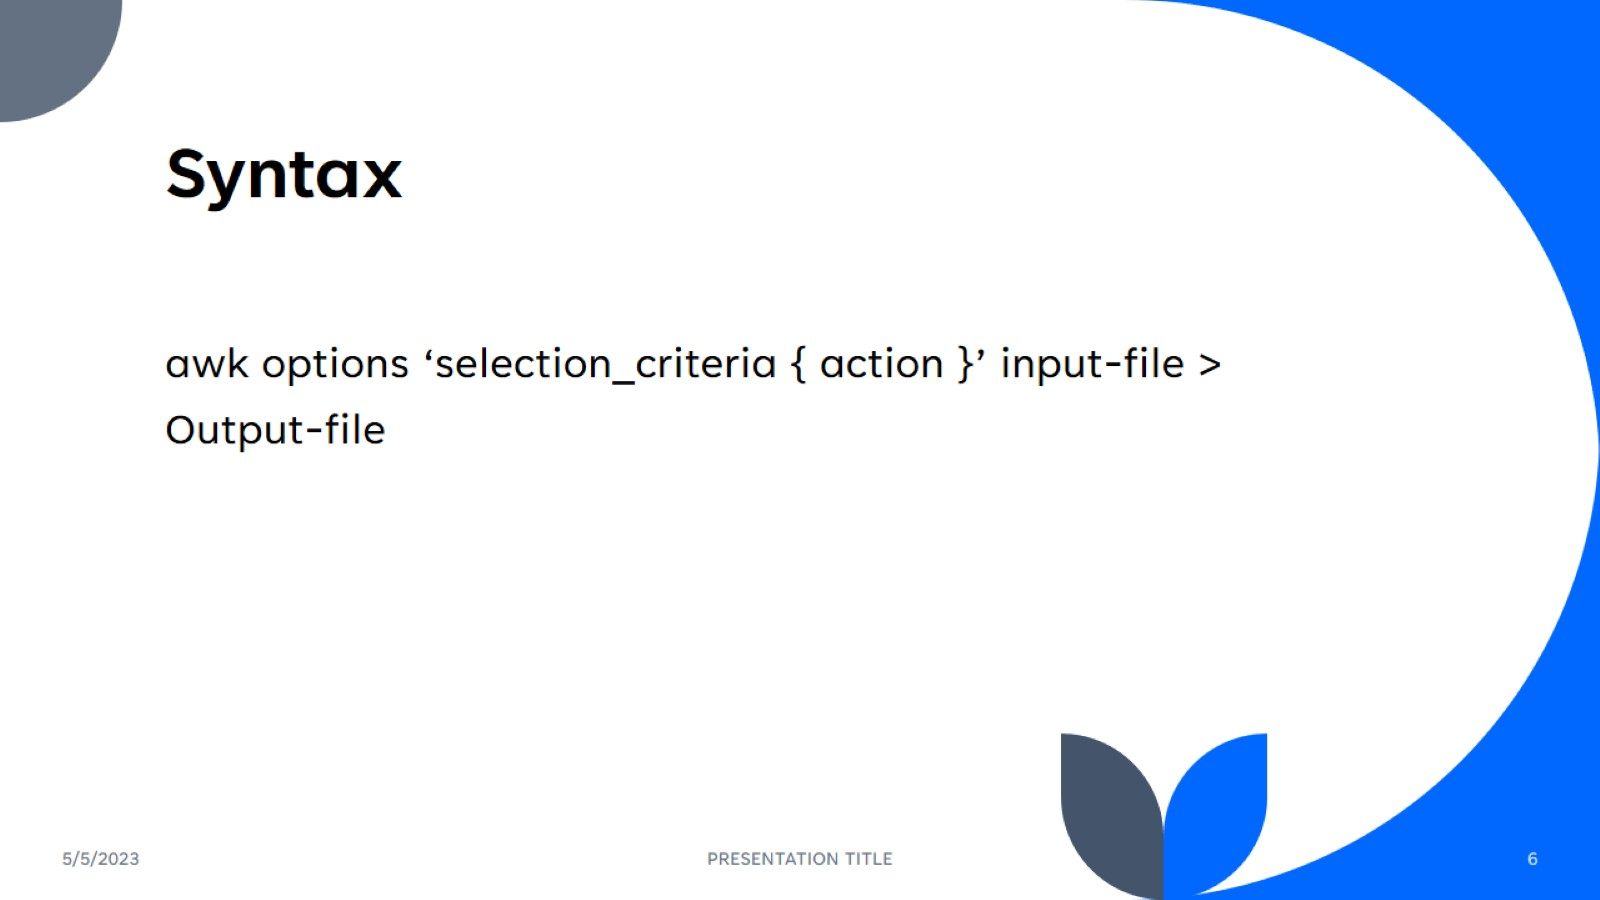 Syntax
awk options ‘selection_criteria { action }’ input-file >
Output-file
5/5/2023
PRESENTATION TITLE
6